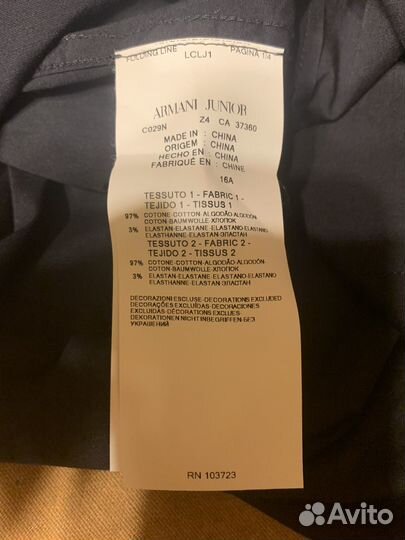 FOLDING LINE LCLJ1 PAGINA 1/4
ARMANI JUNIOR
C029N Z4 CA 37360
MADE IN : CHINA
ORIGEM : CHINA
HECHO EN : CHINA
FABRIQUÉ EN : CHINE
16A
TESSUTO 1 - FABRIC 1 -
TEJIDO 1 - TISSUS 1
97% COTONE-COTTON-ALGODÃO-ALGODÓN
COTON-BAUMWOLLE-ХЛОПОК
3% ELASTAN-ELASTANE-ELASTANO-ELASTANO
ELASTHANNE-ELASTAN-ЭЛАСТАН
TESSUTO 2 - FABRIC 2 -
TEJIDO 2 - TISSUS 2
97% COTONE-COTTON-ALGODÃO-ALGODÓN
COTON-BAUMWOLLE-ХЛОПОК
3% ELASTAN-ELASTANE-ELASTANO-ELASTANO
ELASTHANNE-ELASTAN-ЭЛАСТАН
DECORAZIONI ESCLUSE-DECORATIONS EXCLUDED
DECORAÇÕES EXCLUÍDAS-DECORACIONES
EXCLUIDAS-DÉCORATIONS EXCLUES
DEKORATIONEN NICHT INBEGRIFFEN-БЕЗ
УКРАШЕНИЙ
RN 103723
Avito